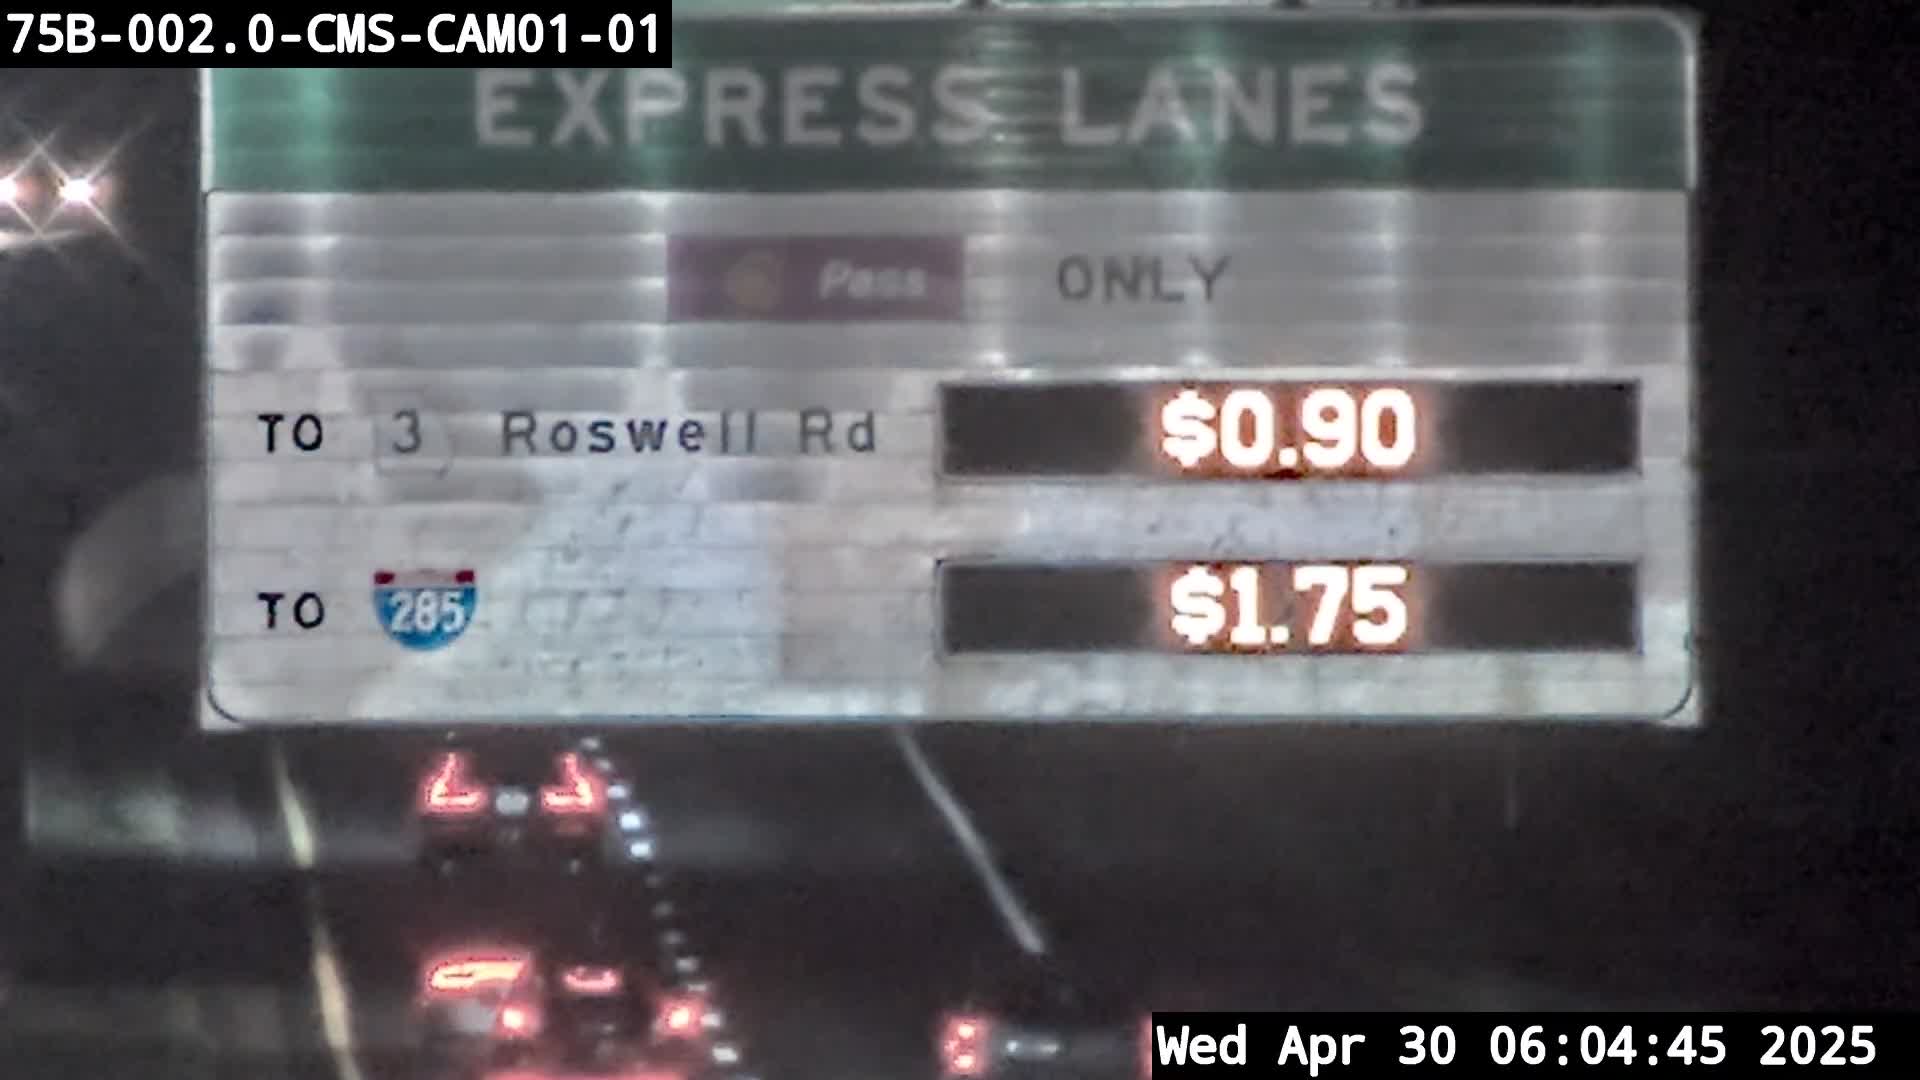 75B-002.0-CMS-CAM01-01
EXPRESS LANES
Pass ONLY
TO 3 Roswell Rd $0.90
TO 285 $1.75
Wed Apr 30 06:04:45 2025